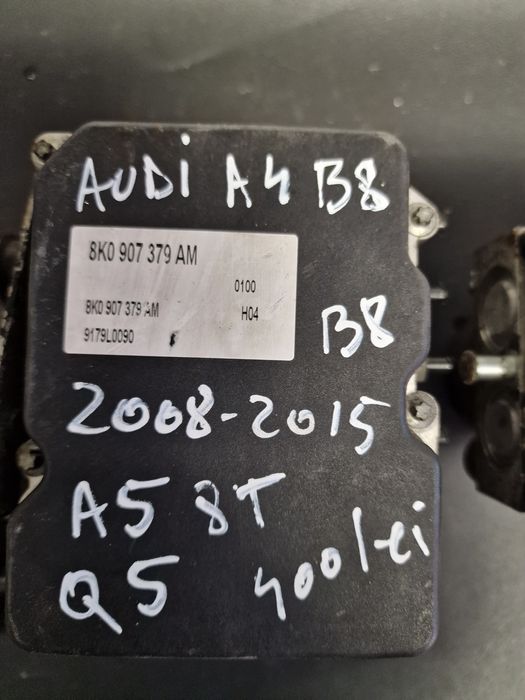 AUDi A4 B8
8K0 907 379 AM
0100
8K0 907 379 AM H04
9179L0090
B8
2008-2015
A5 8T
Q5 400lei